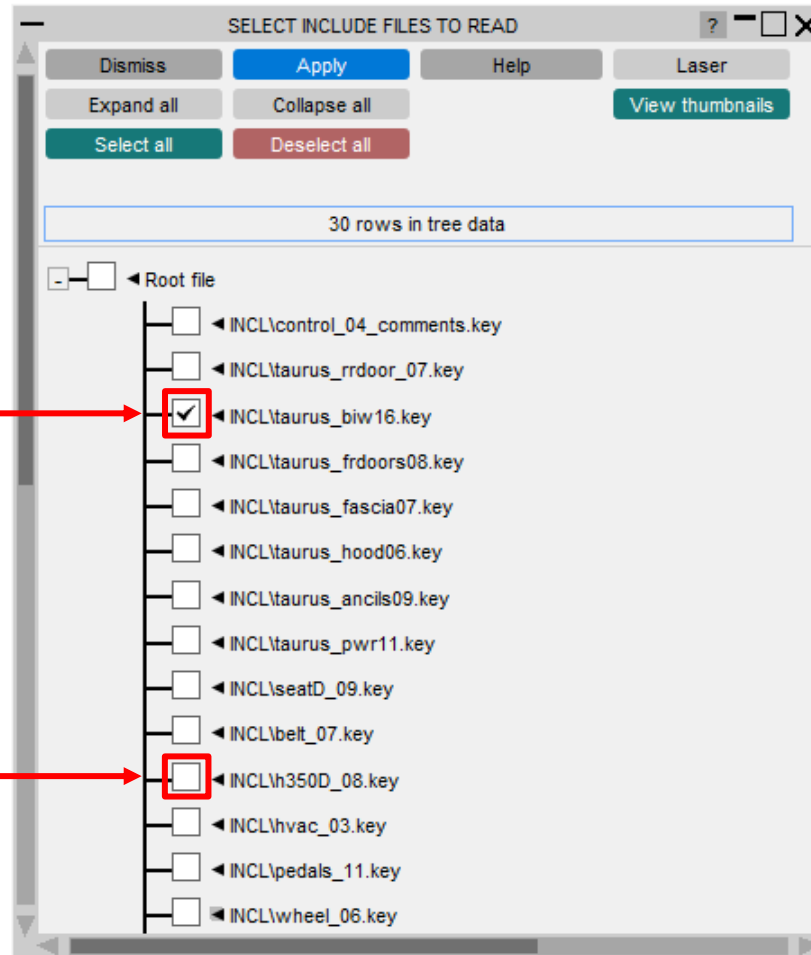 SELECT INCLUDE FILES TO READ ?
Dismiss Apply Help Laser
Expand all Collapse all View thumbnails
Select all Deselect all
30 rows in tree data
Root file
INCL\control_04_comments.key
INCL\taurus_rrdoor_07.key
INCL\taurus_biw16.key
INCL\taurus_frdoors08.key
INCL\taurus_fascia07.key
INCL\taurus_hood06.key
INCL\taurus_ancils09.key
INCL\taurus_pwr11.key
INCL\seatD_09.key
INCL\belt_07.key
INCL\h350D_08.key
INCL\hvac_03.key
INCL\pedals_11.key
INCL\wheel_06.key